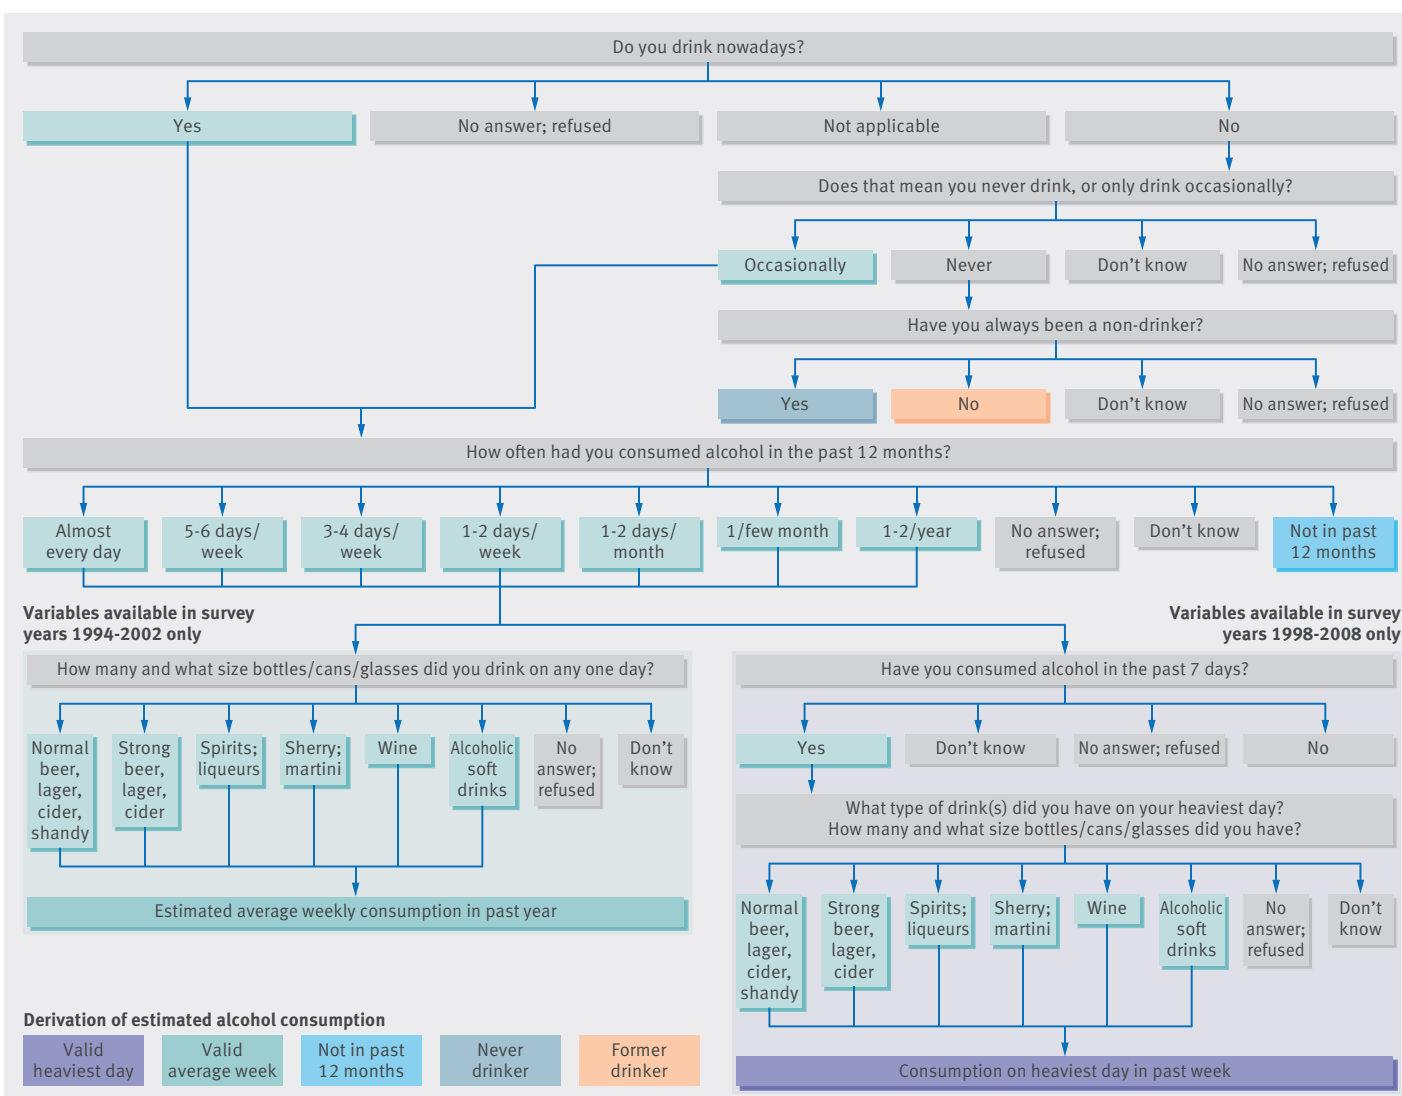 Do you drink nowadays?
Yes
No answer; refused
Not applicable
No
Does that mean you never drink, or only drink occasionally?
Occasionally
Never
Don't know
No answer; refused
Have you always been a non-drinker?
Yes
No
Don't know
No answer; refused
How often had you consumed alcohol in the past 12 months?
Almost
every day
5-6 days/
week
3-4 days/
week
1-2 days/
week
1-2 days/
month
1/few month
1-2/year
No answer;
refused
Don't know
Not in past
12 months
Variables available in survey
years 1994-2002 only
Variables available in survey
years 1998-2008 only
How many and what size bottles/cans/glasses did you drink on any one day?
Normal
beer,
lager,
cider,
shandy
Strong
beer,
lager,
cider
Spirits;
liqueurs
Sherry;
martini
Wine
Alcoholic
soft
drinks
No
answer;
refused
Don't
know
Estimated average weekly consumption in past year
Have you consumed alcohol in the past 7 days?
Yes
Don't know
No answer; refused
No
What type of drink(s) did you have on your heaviest day?
How many and what size bottles/cans/glasses did you have?
Normal
beer,
lager,
cider,
shandy
Strong
beer,
lager,
cider
Spirits;
liqueurs
Sherry;
martini
Wine
Alcoholic
soft
drinks
No
answer;
refused
Don't
know
Consumption on heaviest day in past week
Derivation of estimated alcohol consumption
Valid
heaviest day
Valid
average week
Not in past
12 months
Never
drinker
Former
drinker